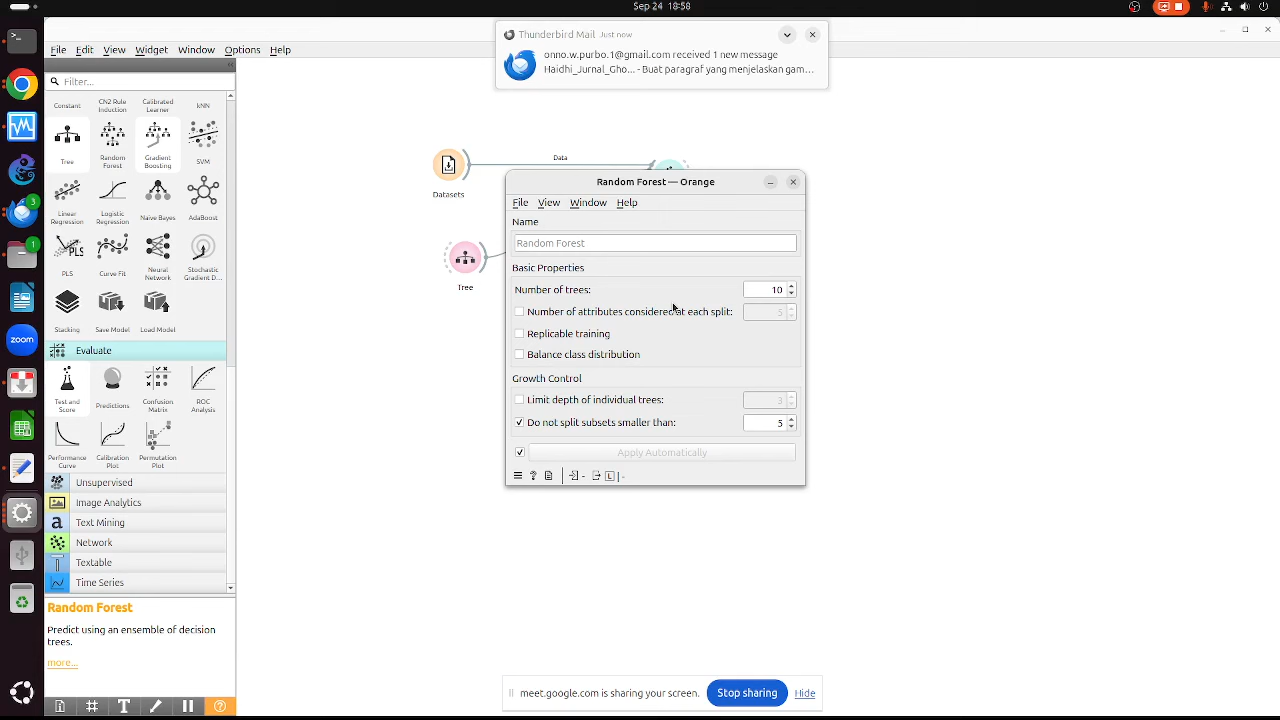 Sep 24 18:58
Thunderbird Mail Just now
onno.w.purbo.1@gmail.com received 1 new message
Haidhi_Jurnal_Gho... - Buat paragraf yang menjelaskan gam...
File Edit View Widget Window Options Help
Filter...
Constant
CN2 Rule Induction
Calibrated Learner
kNN
Tree
Random Forest
Gradient Boosting
SVM
Linear Regression
Logistic Regression
Naive Bayes
AdaBoost
PLS
Curve Fit
Neural Network
Stochastic Gradient D...
Stacking
Save Model
Load Model
Evaluate
Test and Score
Predictions
Confusion Matrix
ROC Analysis
Performance Curve
Calibration Plot
Permutation Plot
Unsupervised
Image Analytics
Text Mining
Network
Textable
Time Series
Random Forest
Predict using an ensemble of decision
trees.
more...
Data
Datasets
Tree
Random Forest — Orange
File View Window Help
Name
Random Forest
Basic Properties
Number of trees: 10
Number of attributes considered at each split: 5
Replicable training
Balance class distribution
Growth Control
Limit depth of individual trees: 3
Do not split subsets smaller than: 5
Apply Automatically
meet.google.com is sharing your screen. Stop sharing Hide
zoom
3
1